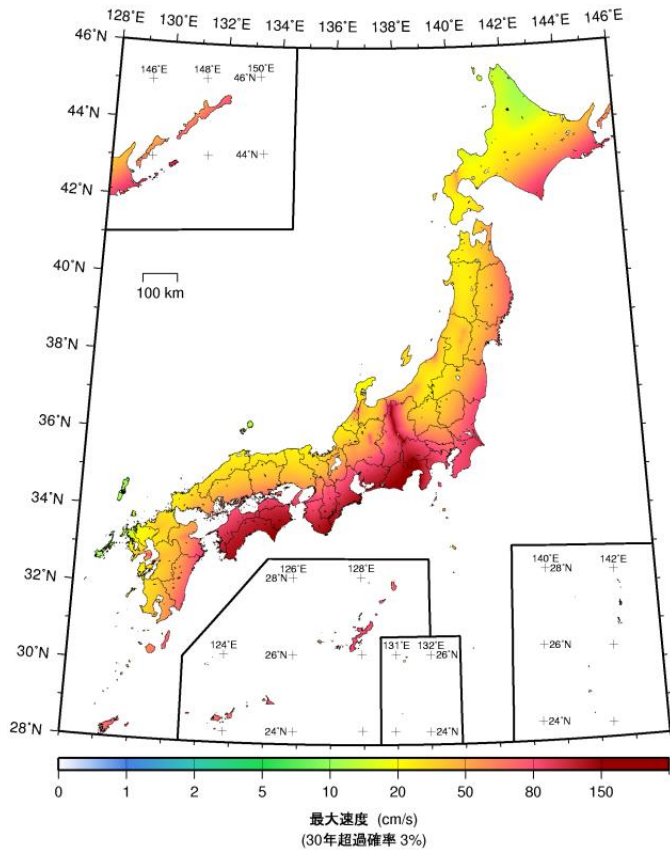 128°E 130°E 132°E 134°E 136°E 138°E 140°E 142°E 144°E 146°E
46°N
146°E 148°E 150°E
46°N
44°N
44°N
42°N
40°N
100 km
38°N
36°N
34°N
32°N
126°E 128°E
28°N
140°E 142°E
28°N
30°N
124°E
26°N
131°E 132°E
26°N
26°N
28°N
24°N
24°N
24°N
0 1 2 5 10 20 50 80 150
最大速度 (cm/s)
(30年超過確率 3%)